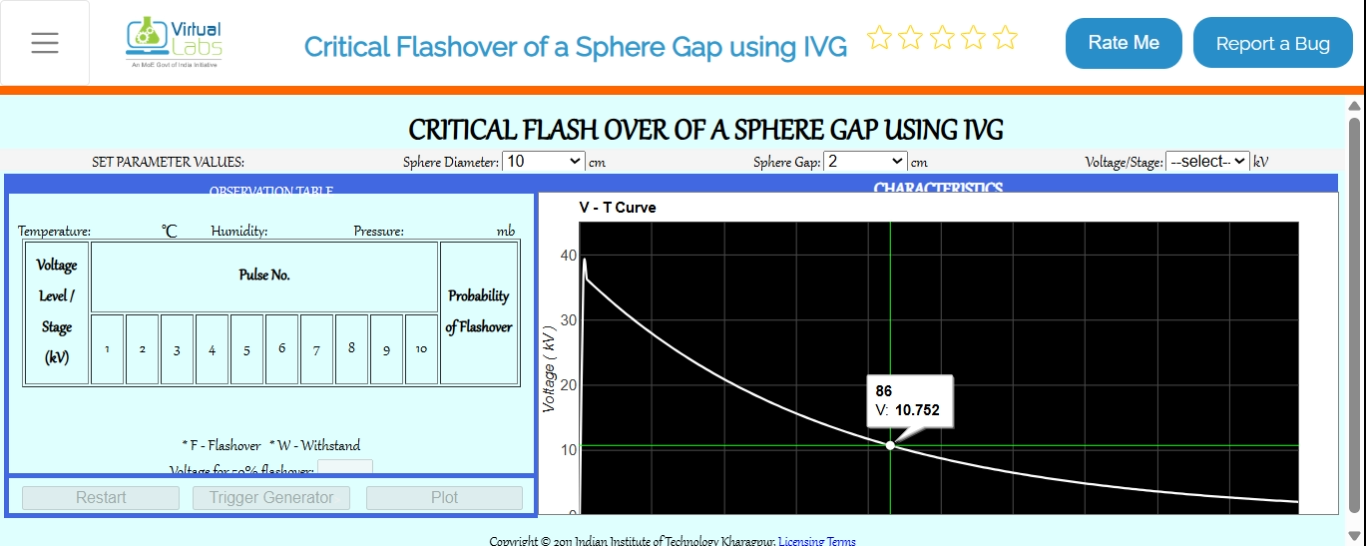 Virtual
Labs
An MoE Govt of India Initiative
Critical Flashover of a Sphere Gap using IVG
Rate Me
Report a Bug
CRITICAL FLASH OVER OF A SPHERE GAP USING IVG
SET PARAMETER VALUES: Sphere Diameter: 10 cm Sphere Gap: 2 cm Voltage/Stage: --select-- kV
OBSERVATION TABLE
CHARACTERISTICS
Temperature: °C Humidity: Pressure: mb
Voltage
Level /
Stage
(kV)
Pulse No.
1 2 3 4 5 6 7 8 9 10
Probability
of Flashover
* F - Flashover * W - Withstand
Voltage for 50% flashover:
Restart Trigger Generator Plot
V - T Curve
Voltage ( kV )
40
30
20
10
0
86
V: 10.752
Copyright © 2011 Indian Institute of Technology Kharagpur. Licensing Terms